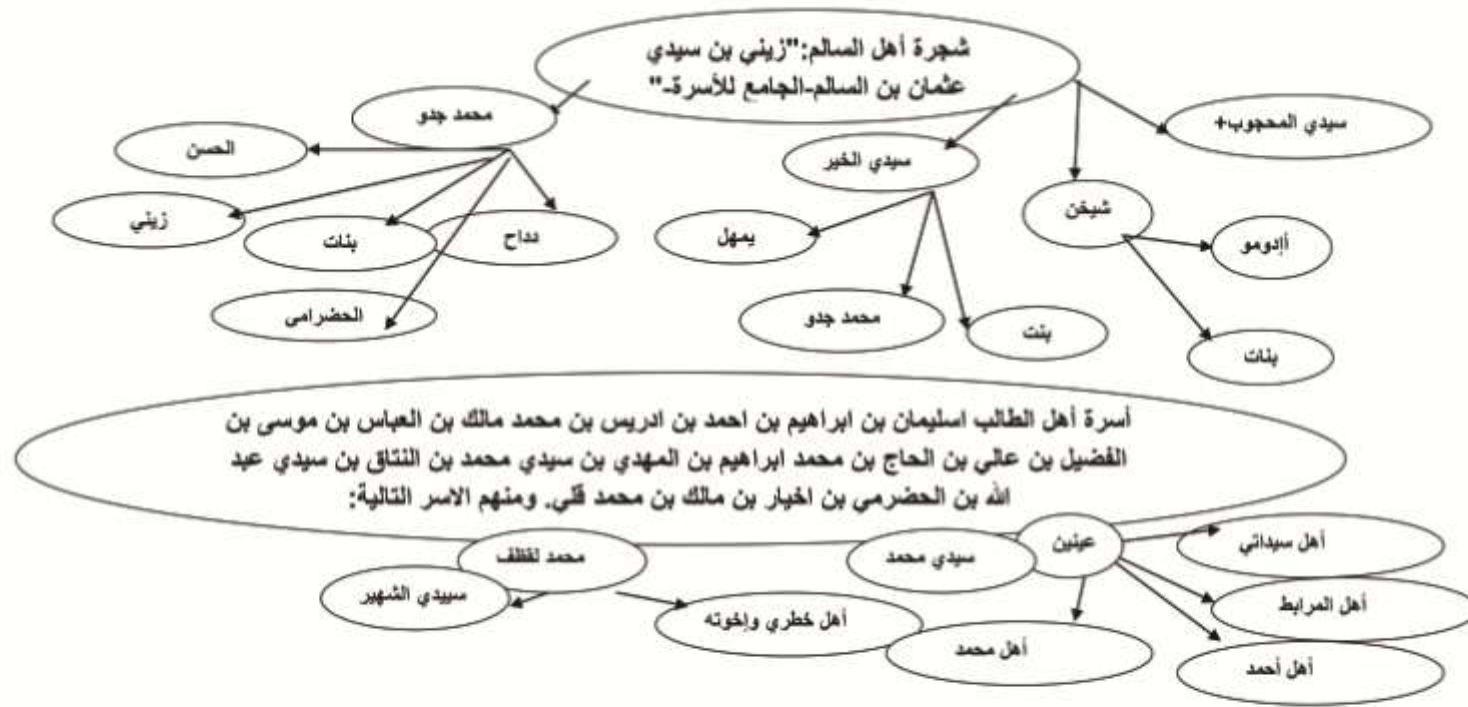 شجرة أهل السالم:"زيني بن سيدي
عثمان بن السالم-الجامع للأسرة-"
محمد جدو
سيدي المحجوب+
الحسن
سيدي الخير
شيخن
زيني
بنات
دداح
يمهل
أإدومو
الحضرامي
محمد جدو
بنت
بنات
أسرة أهل الطالب اسليمان بن ابراهيم بن احمد بن ادريس بن محمد مالك بن العباس بن موسى بن
الفضيل بن عالي بن الحاج بن محمد ابراهيم بن المهدي بن سيدي محمد بن النتاق بن سيدي عبد
الله بن الحضرمي بن اخيار بن مالك بن محمد قلي. ومنهم الاسر التالية:
أهل سيداتي
عينين
سيدي محمد
محمد لقظف
أهل المرابط
سييدي الشهير
أهل خطري وإخوته
أهل محمد
أهل أحمد